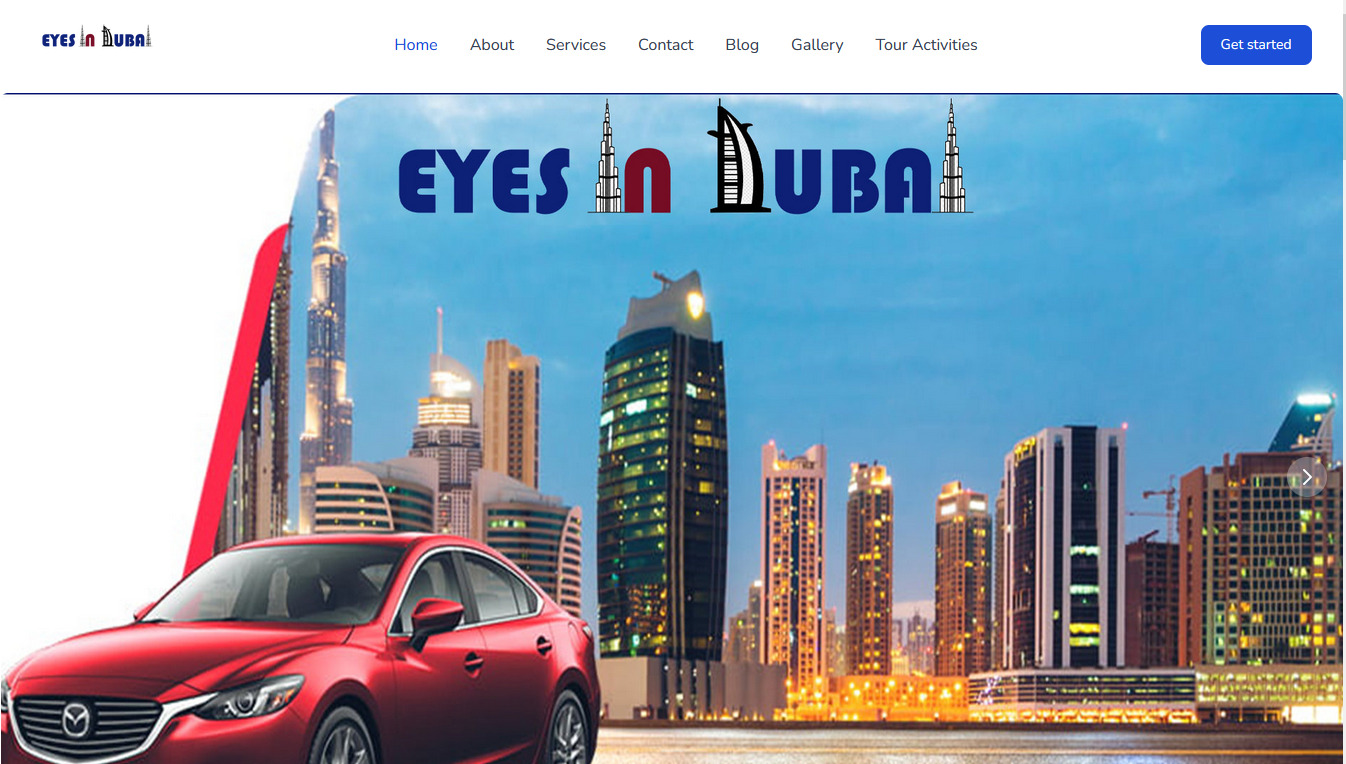 EYES IN DUBAI
Home
About
Services
Contact
Blog
Gallery
Tour Activities
Get started
EYES IN DUBAI